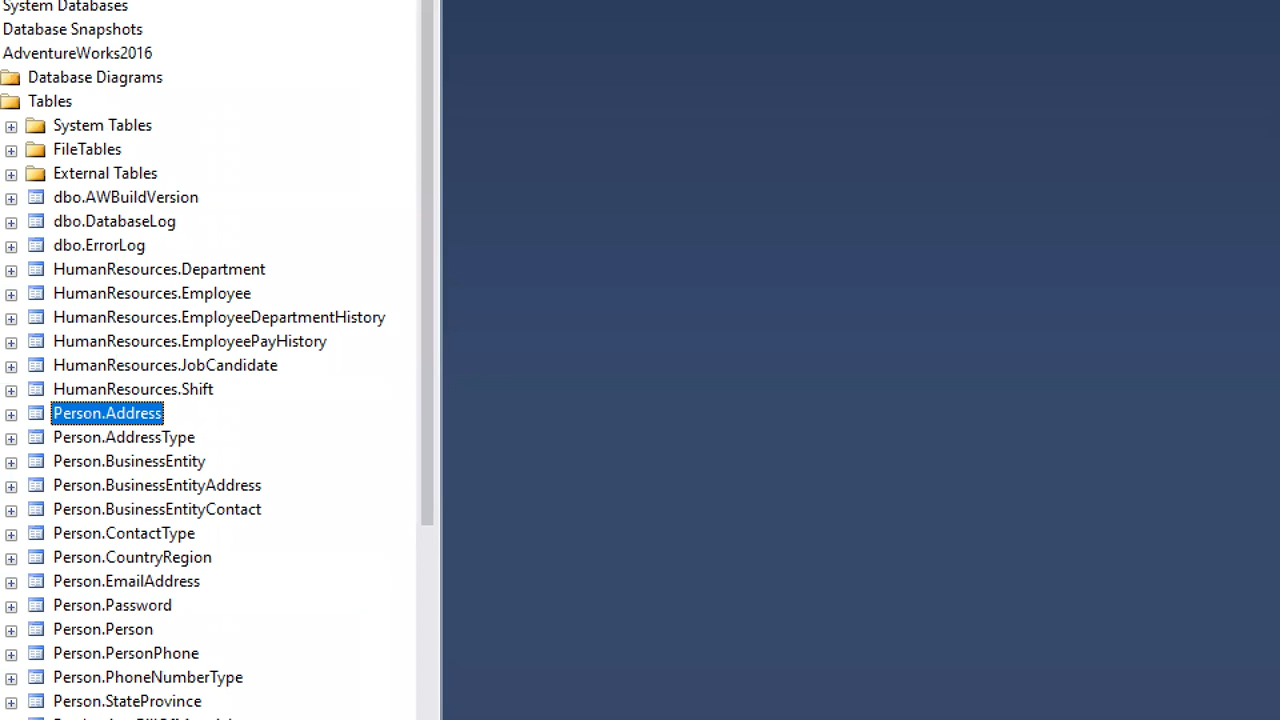 System Databases
Database Snapshots
AdventureWorks2016
Database Diagrams
Tables
System Tables
FileTables
External Tables
dbo.AWBuildVersion
dbo.DatabaseLog
dbo.ErrorLog
HumanResources.Department
HumanResources.Employee
HumanResources.EmployeeDepartmentHistory
HumanResources.EmployeePayHistory
HumanResources.JobCandidate
HumanResources.Shift
Person.Address
Person.AddressType
Person.BusinessEntity
Person.BusinessEntityAddress
Person.BusinessEntityContact
Person.ContactType
Person.CountryRegion
Person.EmailAddress
Person.Password
Person.Person
Person.PersonPhone
Person.PhoneNumberType
Person.StateProvince